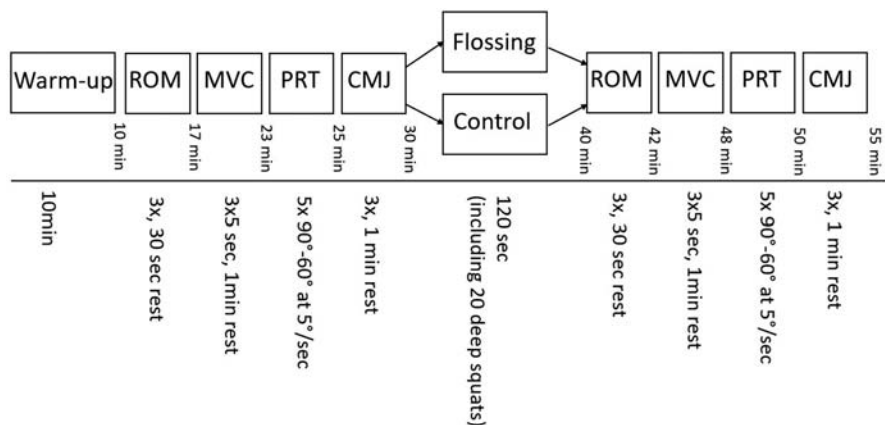 Flossing
Warm-up
ROM
MVC
PRT
CMJ
ROM
MVC
PRT
CMJ
Control
10 min
17 min
23 min
25 min
30 min
40 min
42 min
48 min
50 min
55 min
10min
3x, 30 sec rest
3x5 sec, 1min rest
5x 90°-60° at 5°/sec
3x, 1 min rest
120 sec
(including 20 deep squats)
3x, 30 sec rest
3x5 sec, 1min rest
5x 90°-60° at 5°/sec
3x, 1 min rest